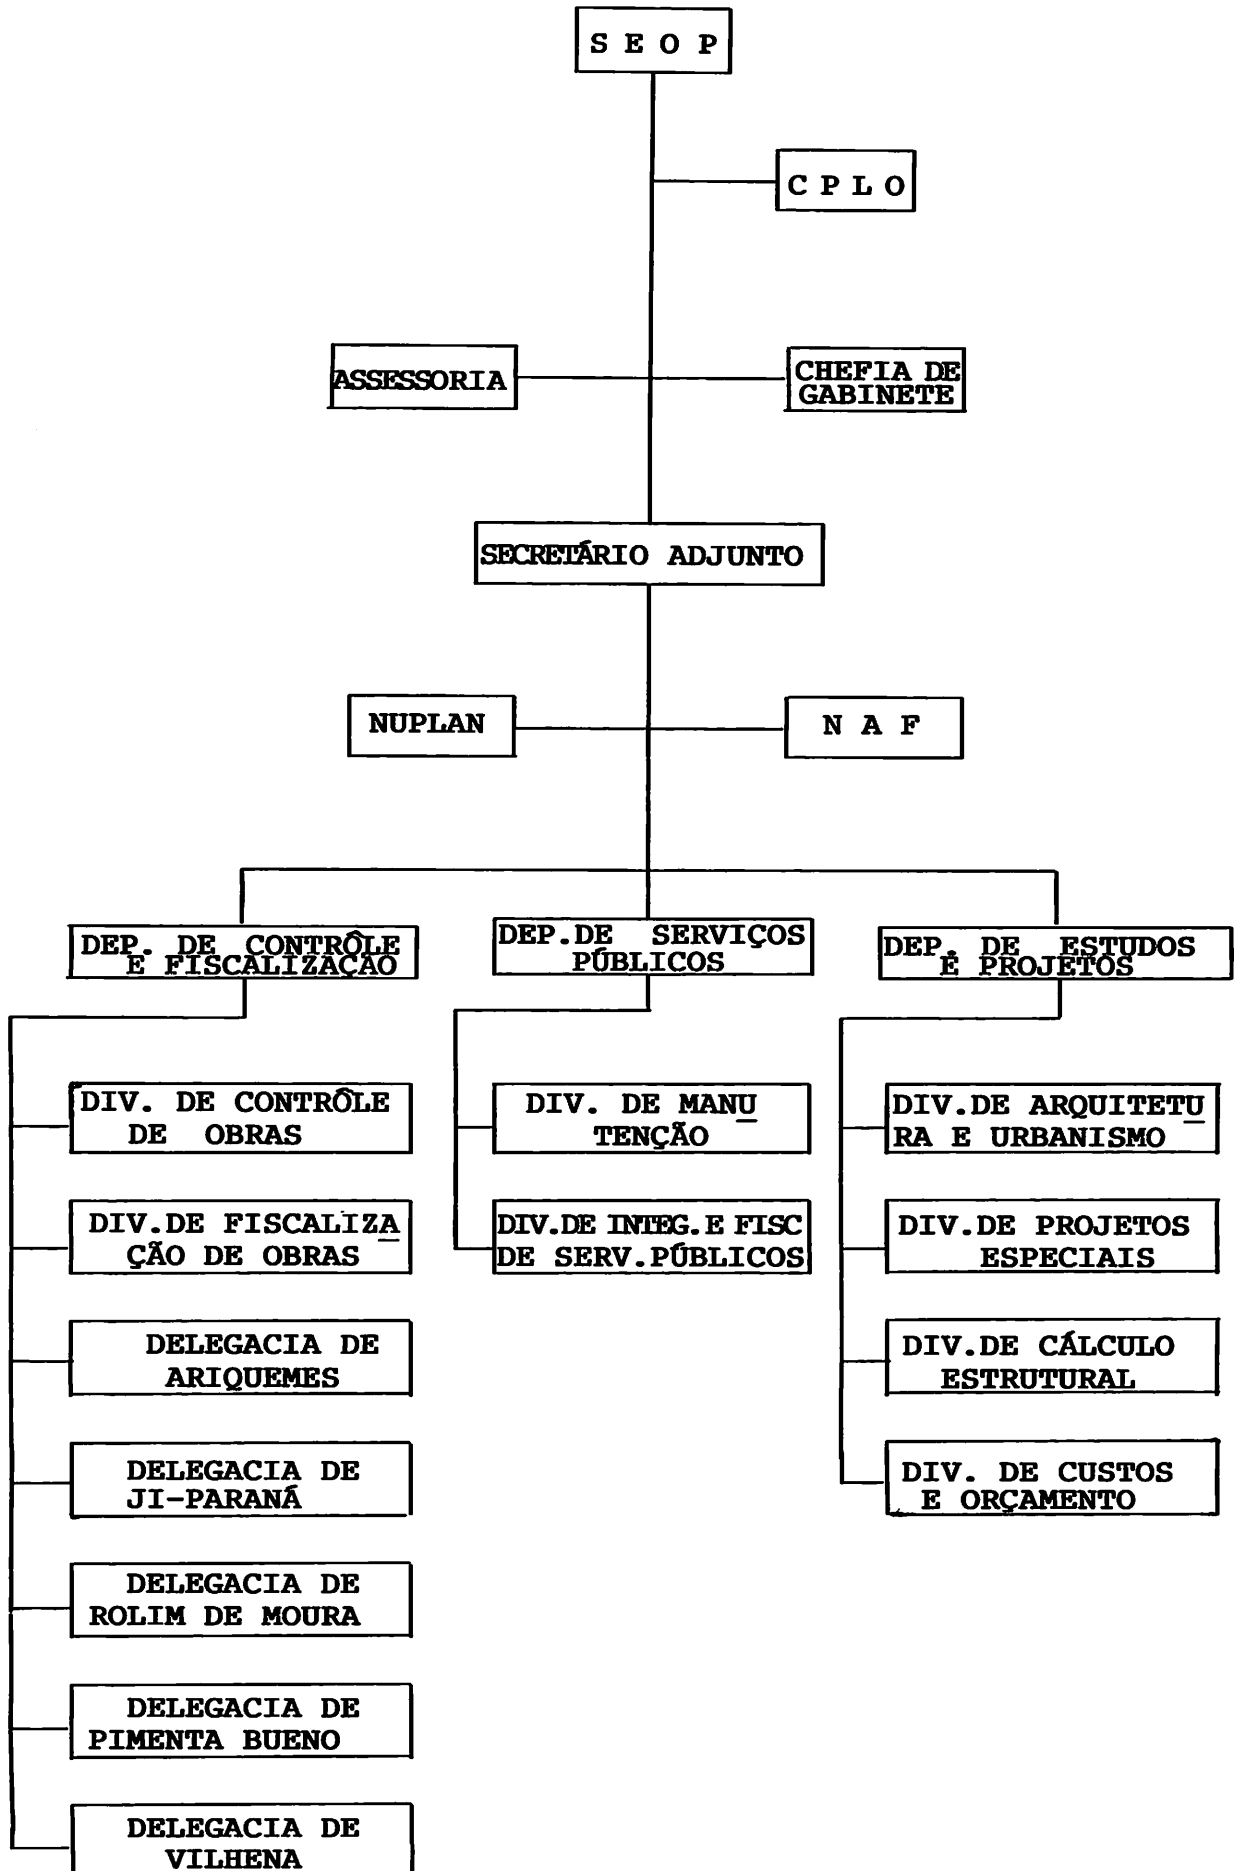 S E O P
C P L O
ASSESSORIA
CHEFIA DE
GABINETE
SECRETÁRIO ADJUNTO
NUPLAN
N A F
DEP. DE CONTRÔLE
E FISCALIZAÇÃO
DEP.DE SERVIÇOS
PÚBLICOS
DEP. DE ESTUDOS
E PROJETOS
DIV. DE CONTRÔLE
DE OBRAS
DIV.DE FISCALIZA
ÇÃO DE OBRAS
DELEGACIA DE
ARIQUEMES
DELEGACIA DE
JI-PARANÁ
DELEGACIA DE
ROLIM DE MOURA
DELEGACIA DE
PIMENTA BUENO
DELEGACIA DE
VILHENA
DIV. DE MANU
TENÇÃO
DIV.DE INTEG.E FISC
DE SERV.PÚBLICOS
DIV.DE ARQUITETU
RA E URBANISMO
DIV.DE PROJETOS
ESPECIAIS
DIV.DE CÁLCULO
ESTRUTURAL
DIV. DE CUSTOS
E ORÇAMENTO